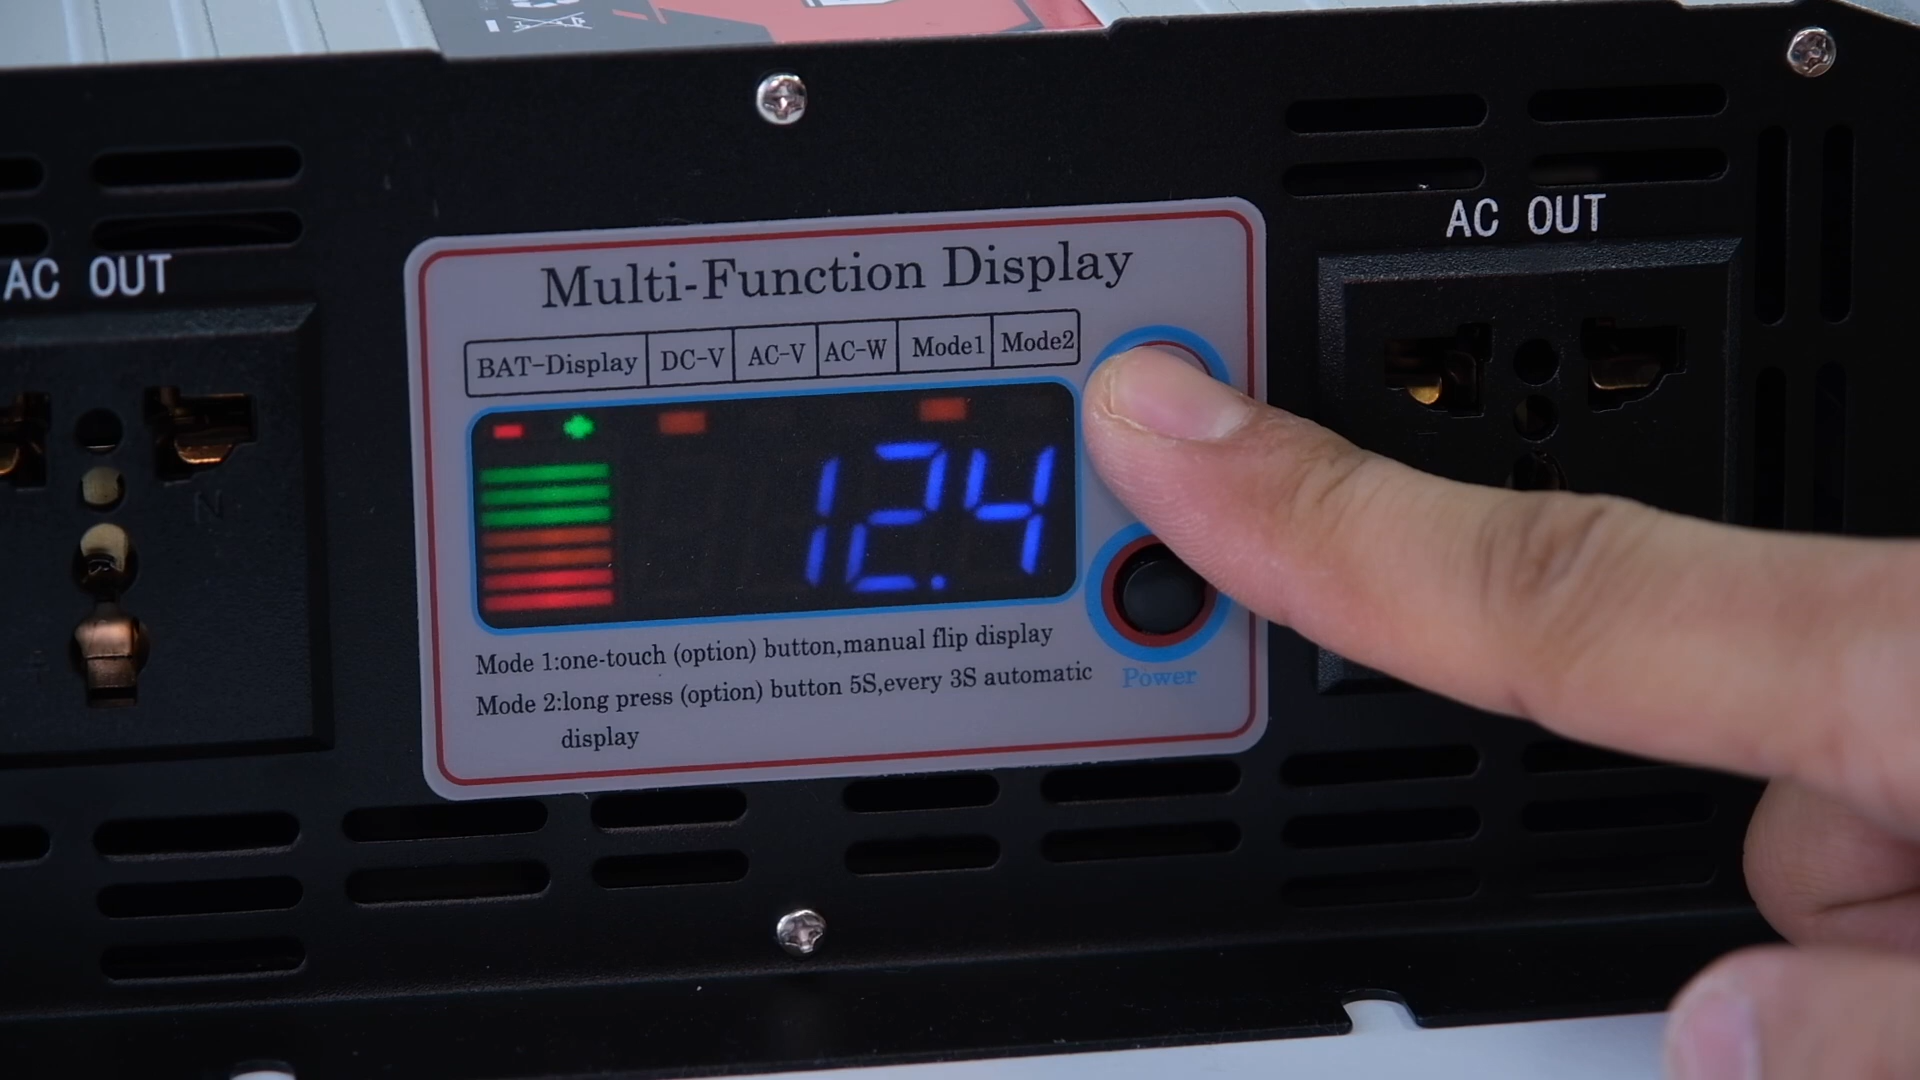 AC OUT
AC OUT
Multi-Function Display
BAT-Display DC-V AC-V AC-W Mode1 Mode2
12.4
N
Mode 1:one-touch (option) button,manual flip display
Mode 2:long press (option) button 5S,every 3S automatic
display
Power